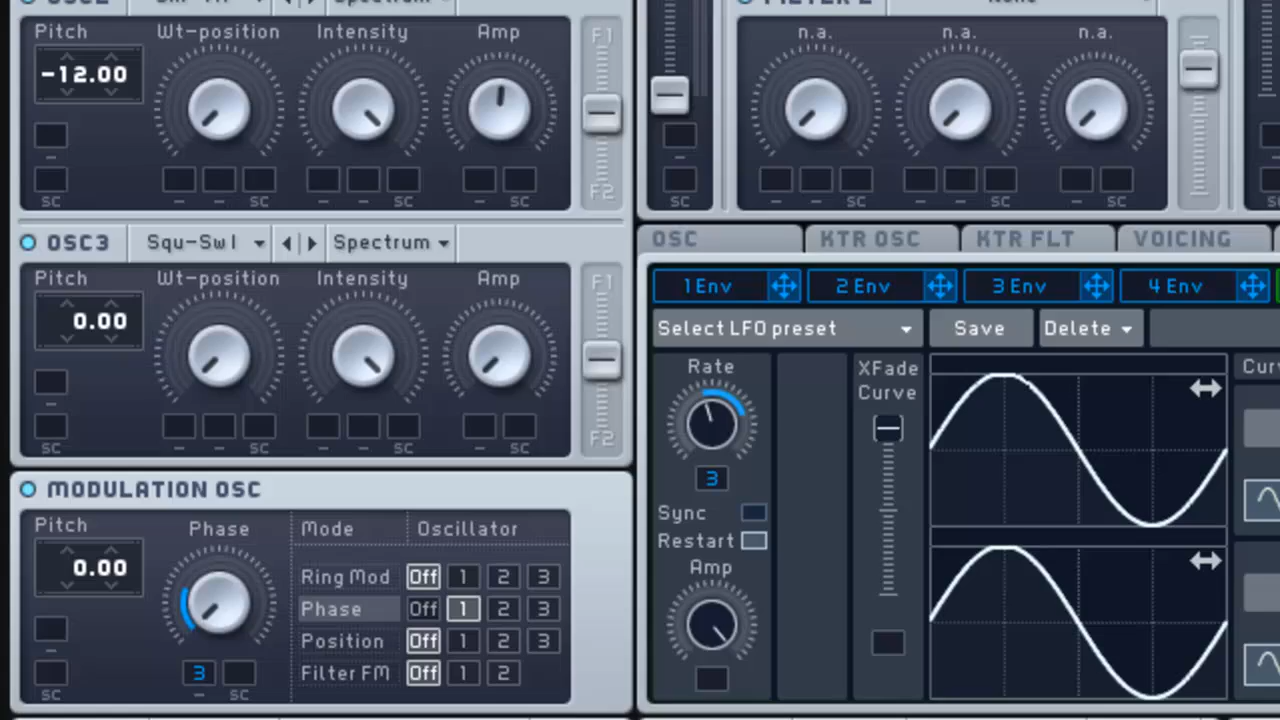 Spectrum
Pitch Wt-position Intensity Amp F1
-12.00
F2
SC SC SC SC
OSC3 Squ-Sw I Spectrum
Pitch Wt-position Intensity Amp F1
0.00
F2
SC SC SC SC
MODULATION OSC
Pitch Phase Mode Oscillator
0.00
Ring Mod Off 1 2 3
Phase Off 1 2 3
Position Off 1 2 3
Filter FM Off 1 2
3
SC SC
n.a. n.a. n.a.
SC SC SC SC
OSC KTR OSC KTR FLT VOICING
1 Env 2 Env 3 Env 4 Env
Select LFO preset Save Delete
Rate XFade
Curve
3
Sync
Restart
Amp